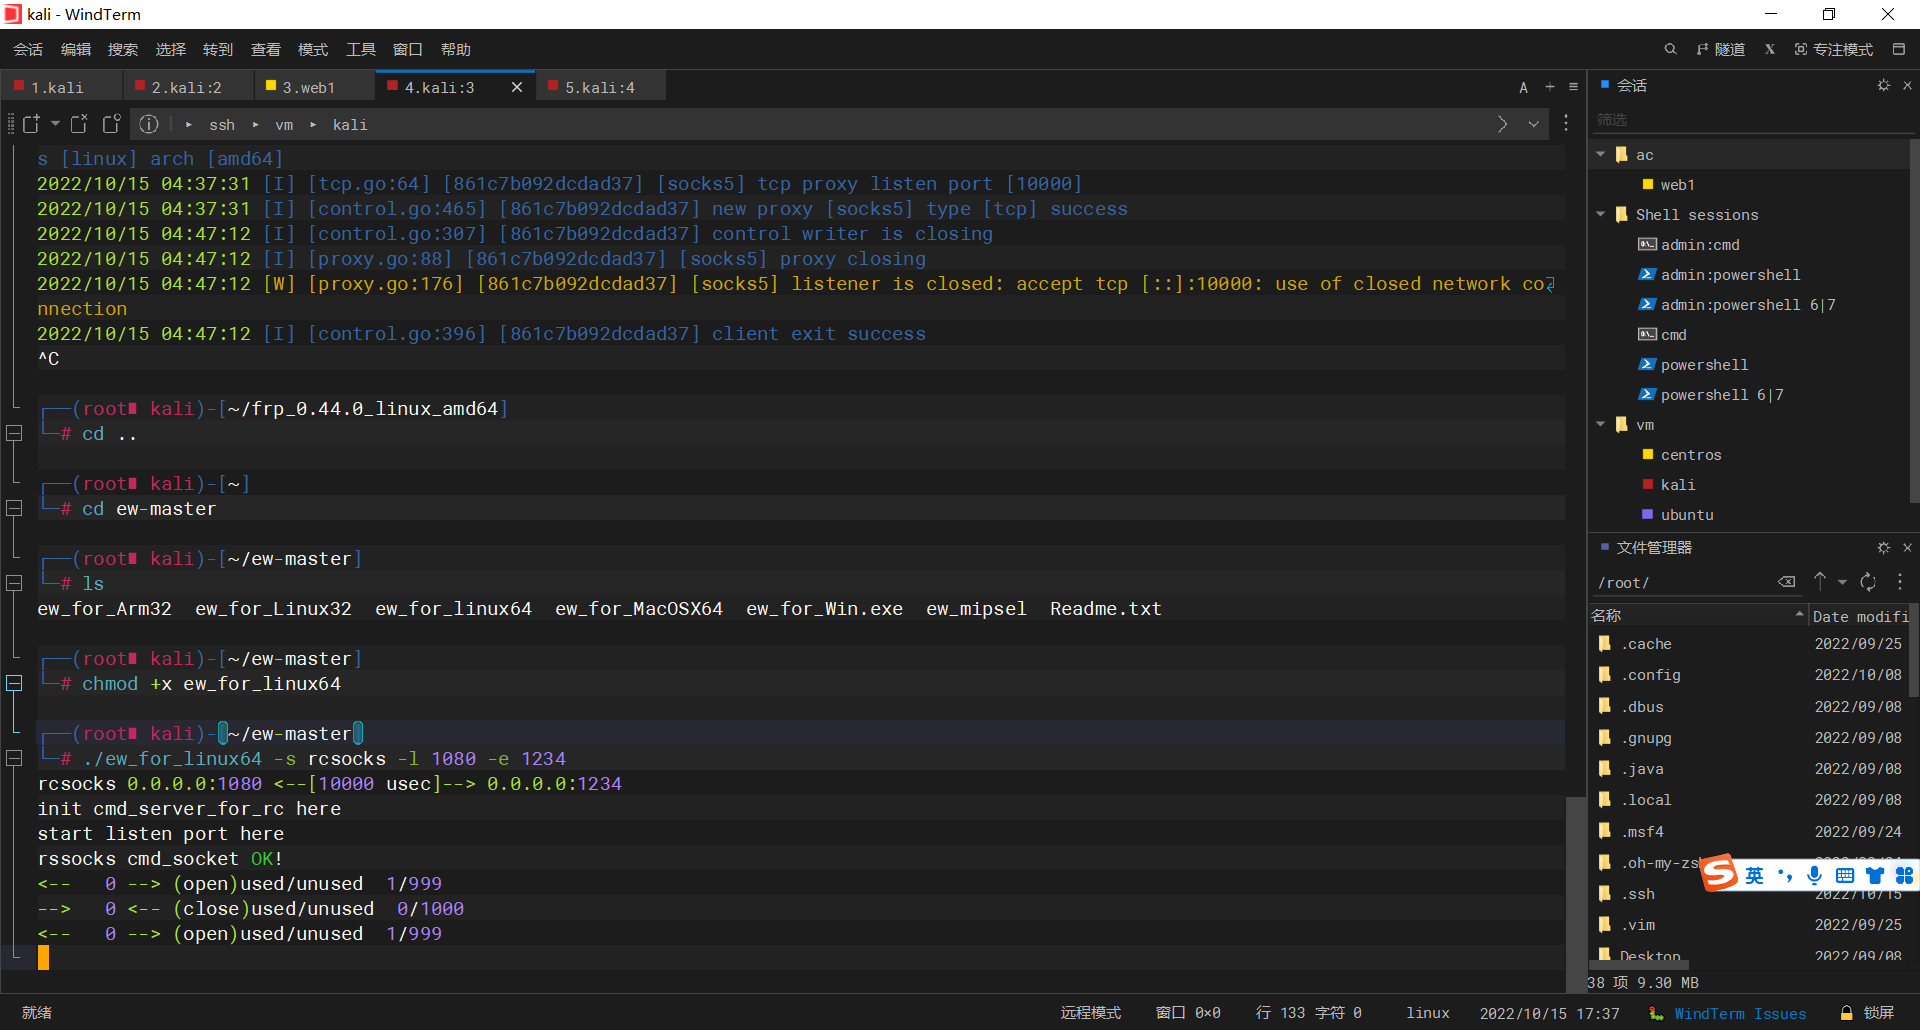 kali - WindTerm
会话 编辑 搜索 选择 转到 查看 模式 工具 窗口 帮助 隧道 X 专注模式
1.kali 2.kali:2 3.web1 4.kali:3 5.kali:4 A
ssh vm kali
s [linux] arch [amd64]
2022/10/15 04:37:31 [I] [tcp.go:64] [861c7b092dcdad37] [socks5] tcp proxy listen port [10000]
2022/10/15 04:37:31 [I] [control.go:465] [861c7b092dcdad37] new proxy [socks5] type [tcp] success
2022/10/15 04:47:12 [I] [control.go:307] [861c7b092dcdad37] control writer is closing
2022/10/15 04:47:12 [I] [proxy.go:88] [861c7b092dcdad37] [socks5] proxy closing
2022/10/15 04:47:12 [W] [proxy.go:176] [861c7b092dcdad37] [socks5] listener is closed: accept tcp [::]:10000: use of closed network co
nnection
2022/10/15 04:47:12 [I] [control.go:396] [861c7b092dcdad37] client exit success
^C
┌──(root∎ kali)-[~/frp_0.44.0_linux_amd64]
└─# cd ..
┌──(root∎ kali)-[~]
└─# cd ew-master
┌──(root∎ kali)-[~/ew-master]
└─# ls
ew_for_Arm32 ew_for_Linux32 ew_for_linux64 ew_for_MacOSX64 ew_for_Win.exe ew_mipsel Readme.txt
┌──(root∎ kali)-[~/ew-master]
└─# chmod +x ew_for_linux64
┌──(root∎ kali)-[~/ew-master]
└─# ./ew_for_linux64 -s rcsocks -l 1080 -e 1234
rcsocks 0.0.0.0:1080 <--[10000 usec]--> 0.0.0.0:1234
init cmd_server_for_rc here
start listen port here
rssocks cmd_socket OK!
<-- 0 --> (open)used/unused 1/999
--> 0 <-- (close)used/unused 0/1000
<-- 0 --> (open)used/unused 1/999
会话
筛选
ac
web1
Shell sessions
admin:cmd
admin:powershell
admin:powershell 6|7
cmd
powershell
powershell 6|7
vm
centros
kali
ubuntu
文件管理器
/root/
名称 Date modifi
.cache 2022/09/25
.config 2022/10/08
.dbus 2022/09/08
.gnupg 2022/09/08
.java 2022/09/08
.local 2022/09/08
.msf4 2022/09/24
.oh-my-zs
英
.ssh 2022/10/15
.vim 2022/09/25
Desktop 2022/09/08
38 项 9.30 MB
就绪 远程模式 窗口 0×0 行 133 字符 0 linux 2022/10/15 17:37 WindTerm Issues 锁屏